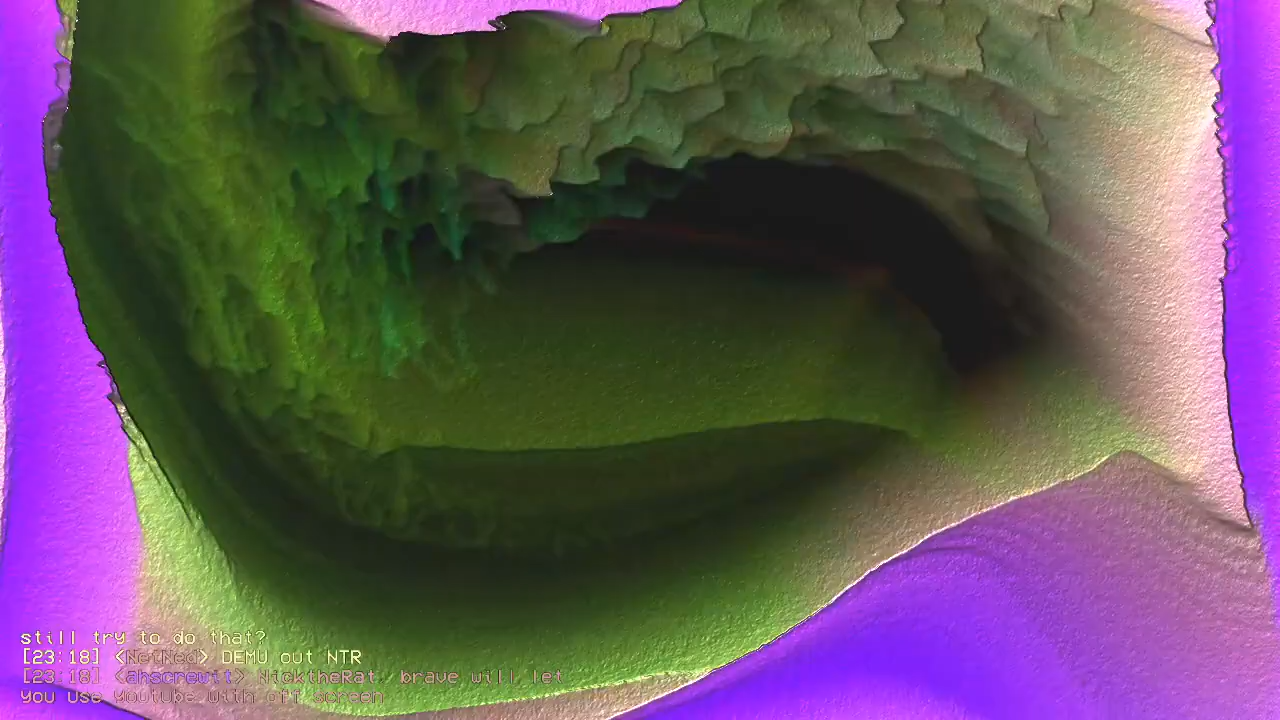 still try to do that?
[23:18] <NetNed> DEMU out NTR
[23:18] <ahscrewit> NicktheRat, brave will let
you use youtube with off screen